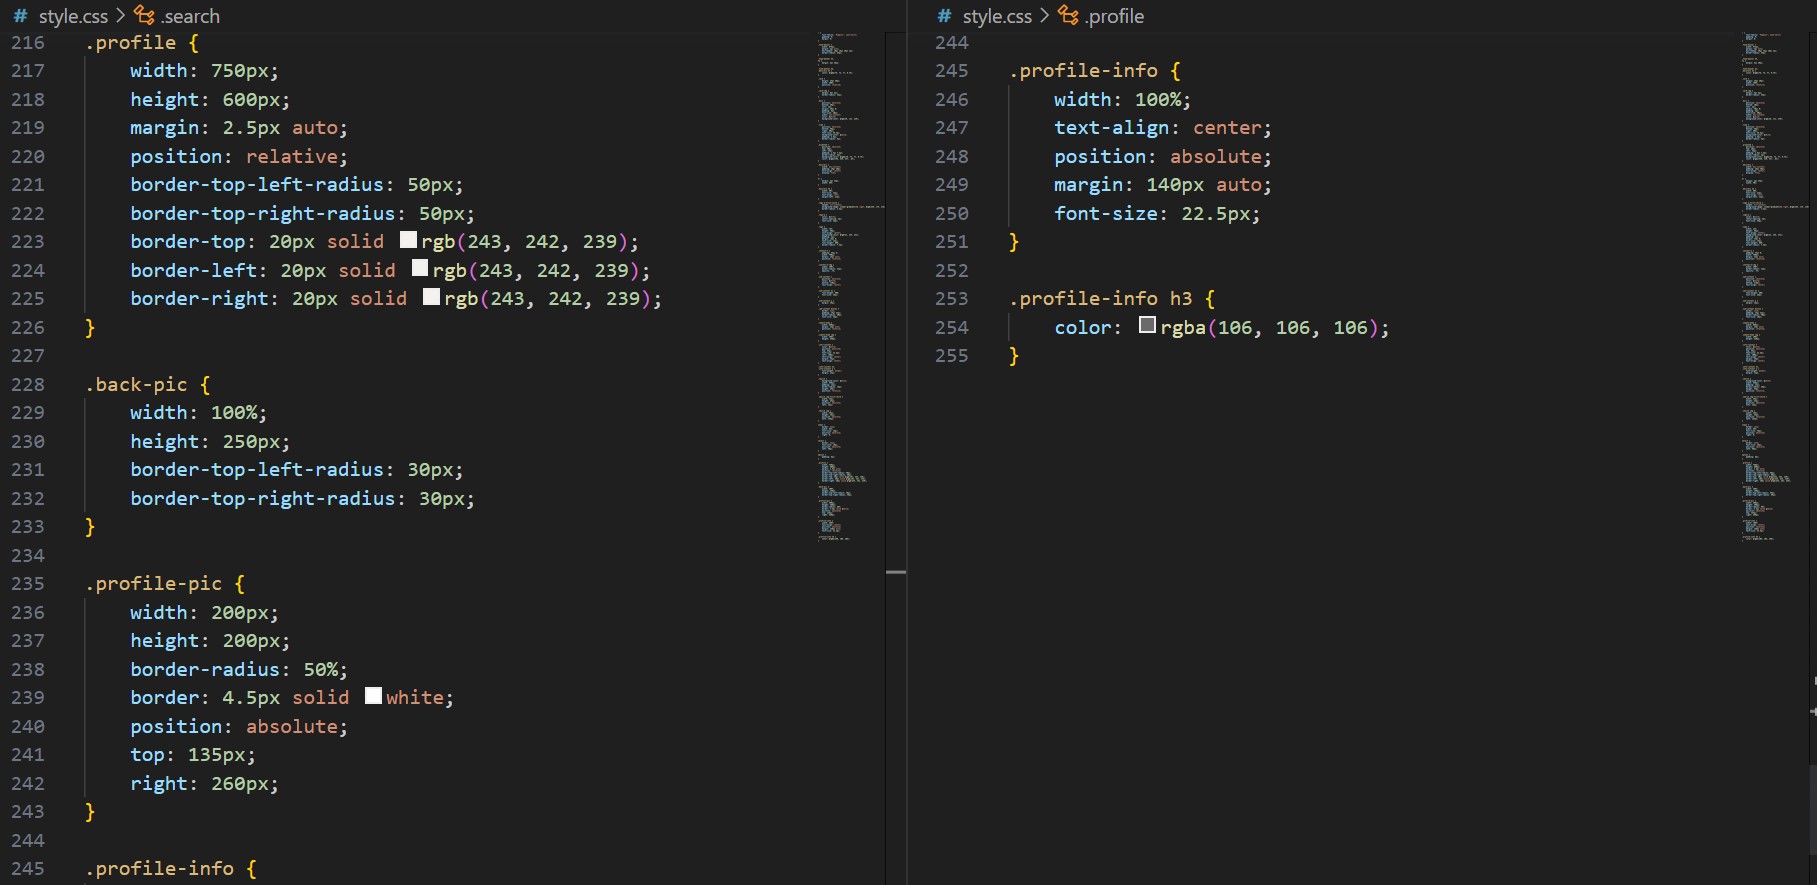 # style.css > .search
216 .profile {
217 width: 750px;
218 height: 600px;
219 margin: 2.5px auto;
220 position: relative;
221 border-top-left-radius: 50px;
222 border-top-right-radius: 50px;
223 border-top: 20px solid rgb(243, 242, 239);
224 border-left: 20px solid rgb(243, 242, 239);
225 border-right: 20px solid rgb(243, 242, 239);
226 }
227
228 .back-pic {
229 width: 100%;
230 height: 250px;
231 border-top-left-radius: 30px;
232 border-top-right-radius: 30px;
233 }
234
235 .profile-pic {
236 width: 200px;
237 height: 200px;
238 border-radius: 50%;
239 border: 4.5px solid white;
240 position: absolute;
241 top: 135px;
242 right: 260px;
243 }
244
245 .profile-info {
# style.css > .profile
244
245 .profile-info {
246 width: 100%;
247 text-align: center;
248 position: absolute;
249 margin: 140px auto;
250 font-size: 22.5px;
251 }
252
253 .profile-info h3 {
254 color: rgba(106, 106, 106);
255 }